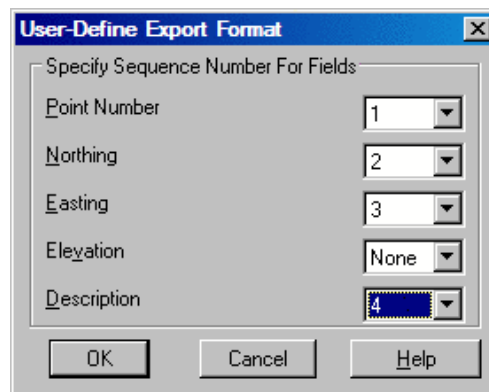 User-Define Export Format
Specify Sequence Number For Fields
Point Number 1
Northing 2
Easting 3
Elevation None
Description 4
OK Cancel Help